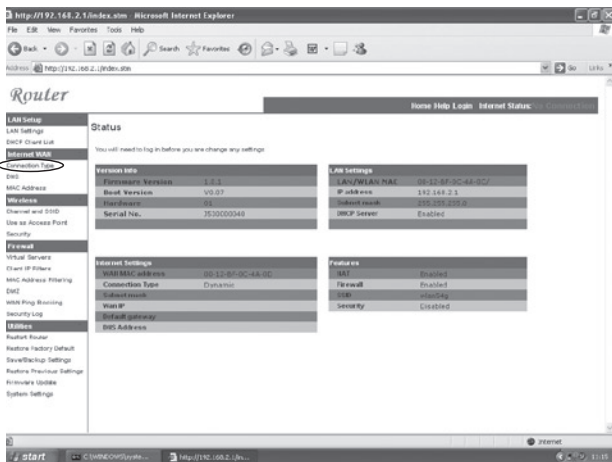 http://192.168.2.1/index.stm - Microsoft Internet Explorer
File Edit View Favorites Tools Help
Back Search Favorites
Address http://192.168.2.1/index.stm Go Links
Router
Home Help Login Internet Status: No Connection
LAN Setup
LAN Settings
DHCP Client List
Internet WAN
Connection Type
DNS
MAC Address
Wireless
Channel and SSID
Use as Access Point
Security
Firewall
Virtual Servers
Client IP Filters
MAC Address Filtering
DMZ
WAN Ping Blocking
Security Log
Utilities
Restart Router
Restore Factory Default
Save/Backup Settings
Restore Previous Settings
Firmware Update
System Settings
Status
You will need to log in before you are change any settings
Version Info
Firmware Version
Boot Version V0.07
Hardware 01
Serial No.
LAN Settings
LAN/WLAN MAC
IP address 192.168.2.1
Subnet mask 255.255.255.0
DHCP Server Enabled
Internet Settings
WAN MAC address
Connection Type Dynamic
Subnet mask
Wan IP
Default gateway
DNS Address
Features
NAT Enabled
Firewall Enabled
SSID
Security Disabled
Internet
start C:\WINDOWS\syste... http://192.168.2.1/in... 11:15